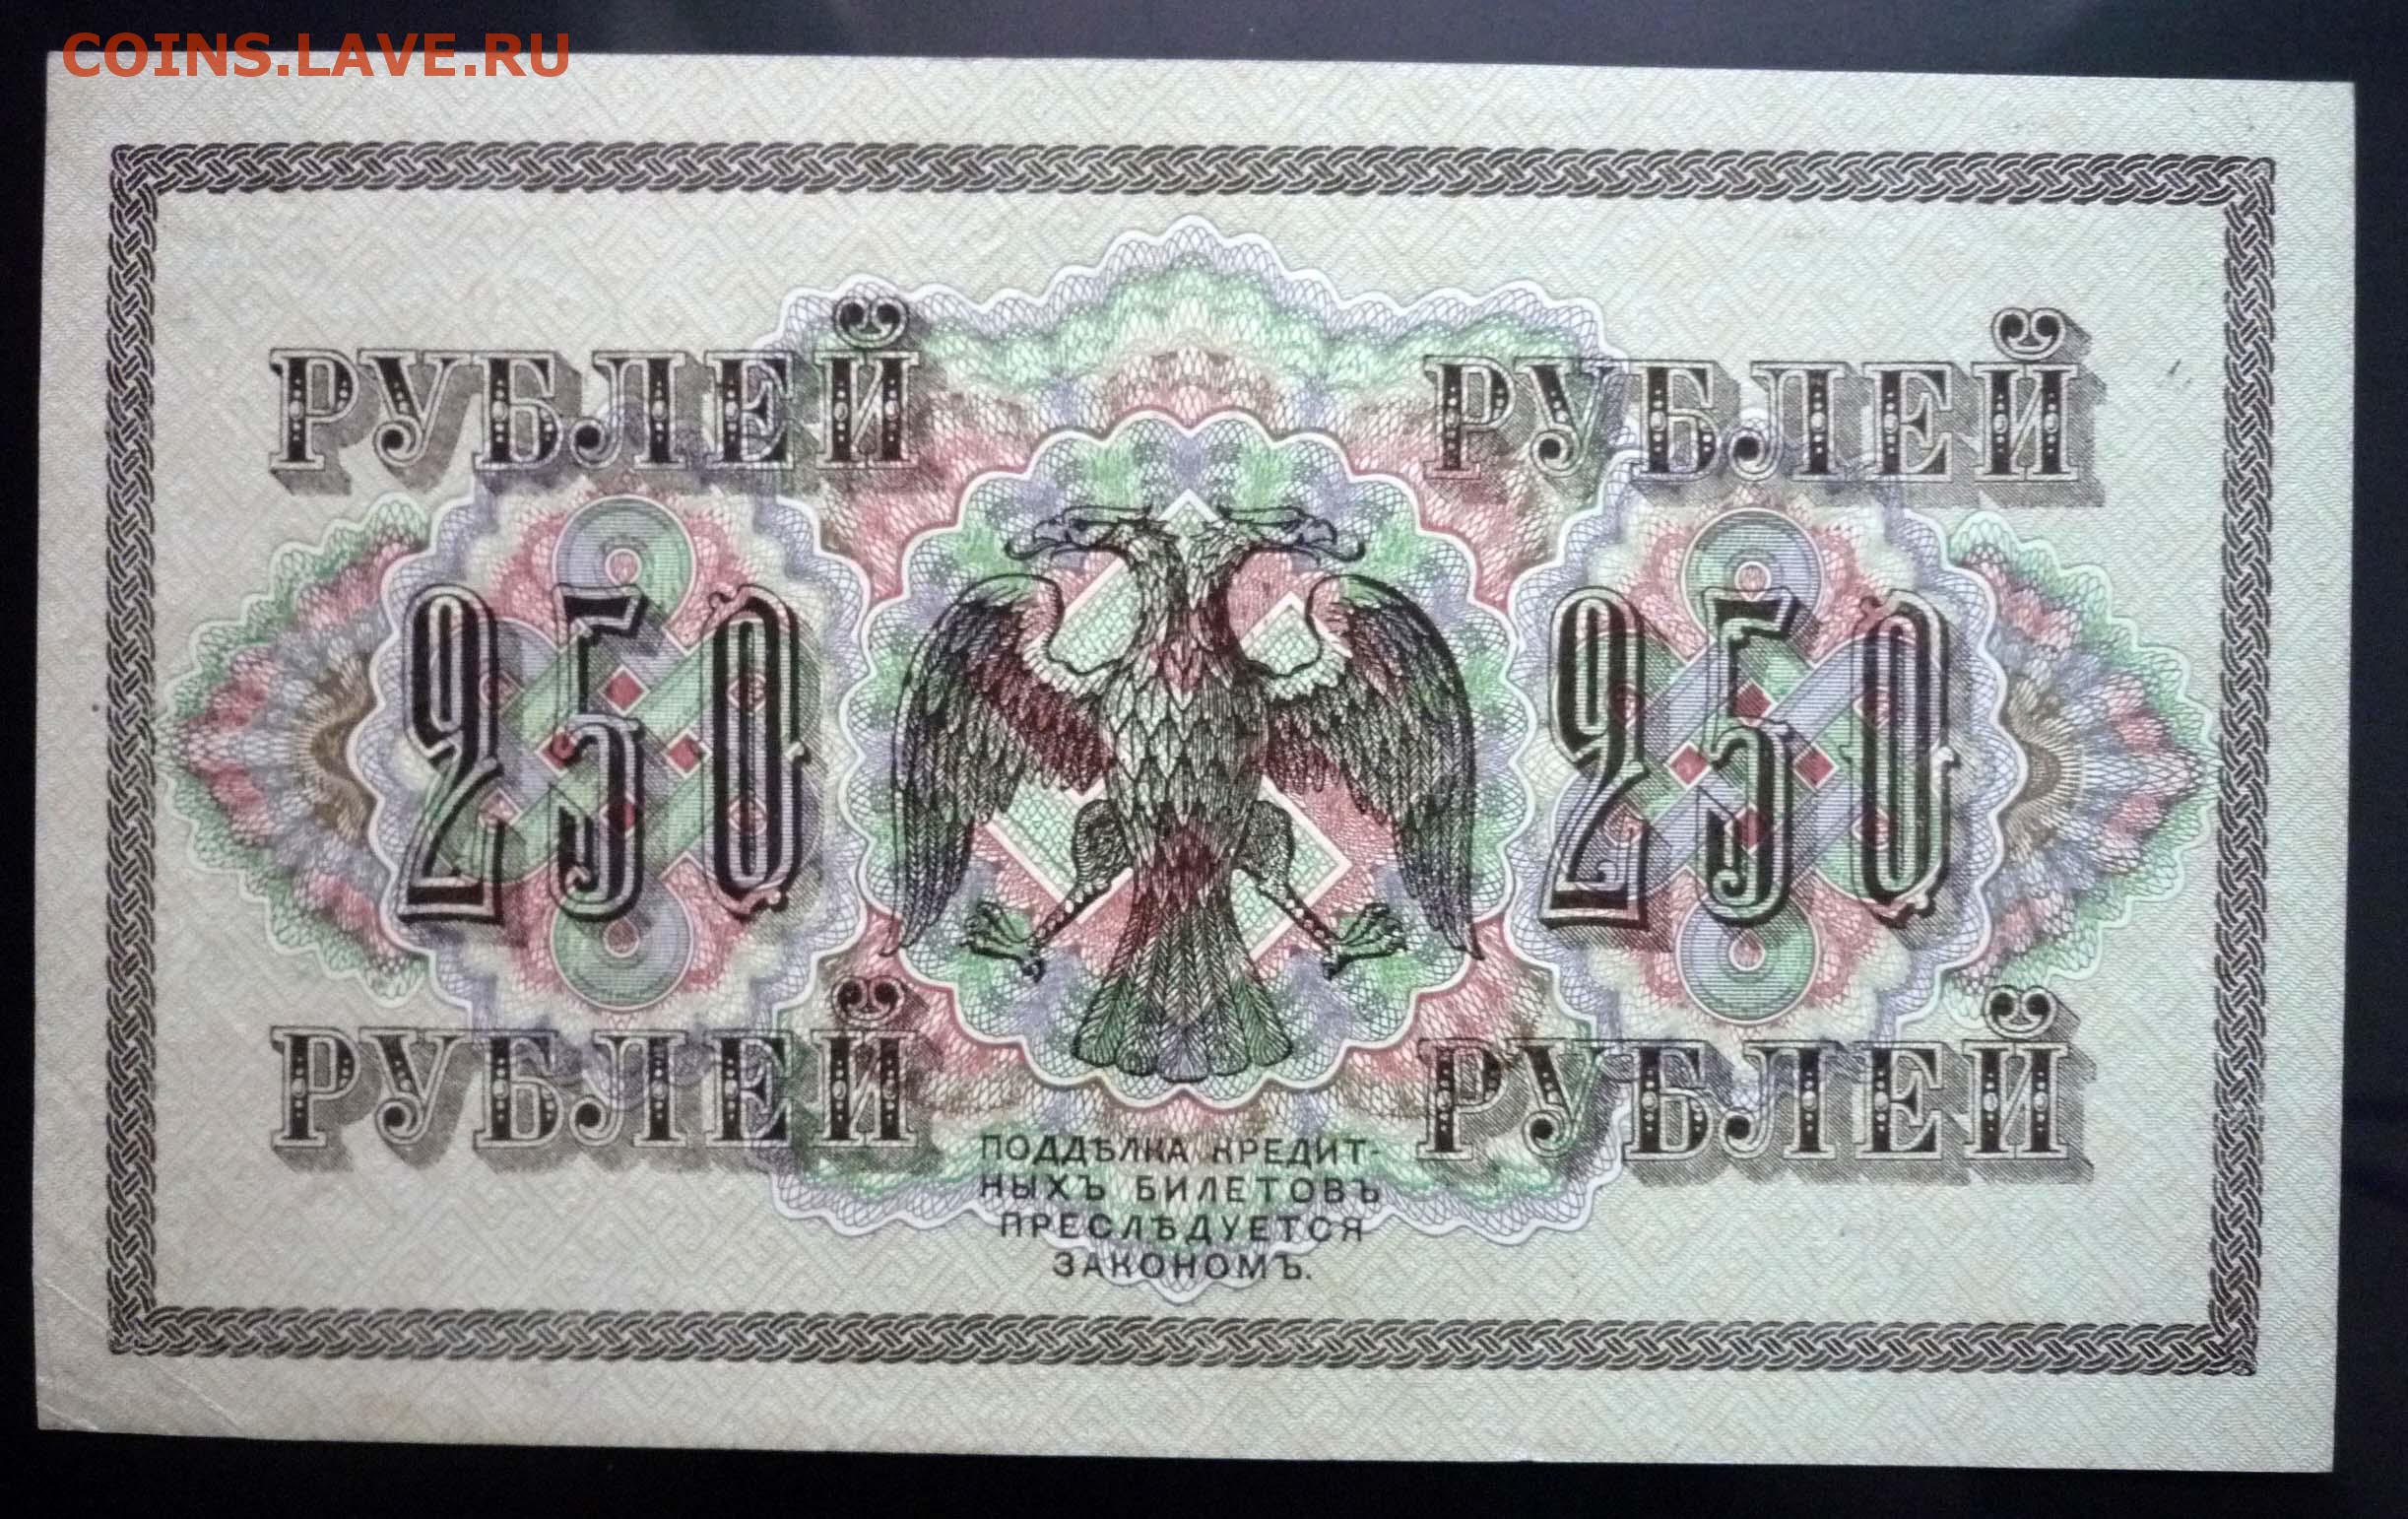 COINS.LAVE.RU
РУБЛЕЙ РУБЛЕЙ
250 250
РУБЛЕЙ РУБЛЕЙ
ПОДДѢЛКА КРЕДИТ-
НЫХЪ БИЛЕТОВЪ
ПРЕСЛѢДУЕТСЯ
ЗАКОНОМЪ.